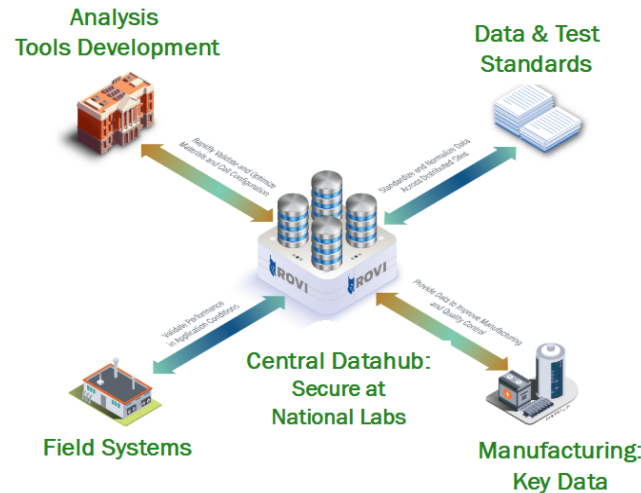 Analysis
Tools Development
Data & Test
Standards
Rapidly Validate and Optimize
Materials and Cell Configuration
Standardize and Normalize Data
Across Distributed Sites
ROVI
ROVI
Validate Performance
in Application Conditions
Provide Data to Improve Manufacturing
and Quality Control
Central Datahub:
Secure at
National Labs
Field Systems
Manufacturing:
Key Data